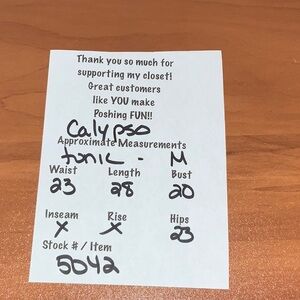 Thank you so much for
supporting my closet!
Great customers
like YOU make
Poshing FUN!!
Calypso
Approximate Measurements
tunic - M
Waist Length Bust
23 28 20
Inseam Rise Hips
X X 23
Stock # / Item
5042